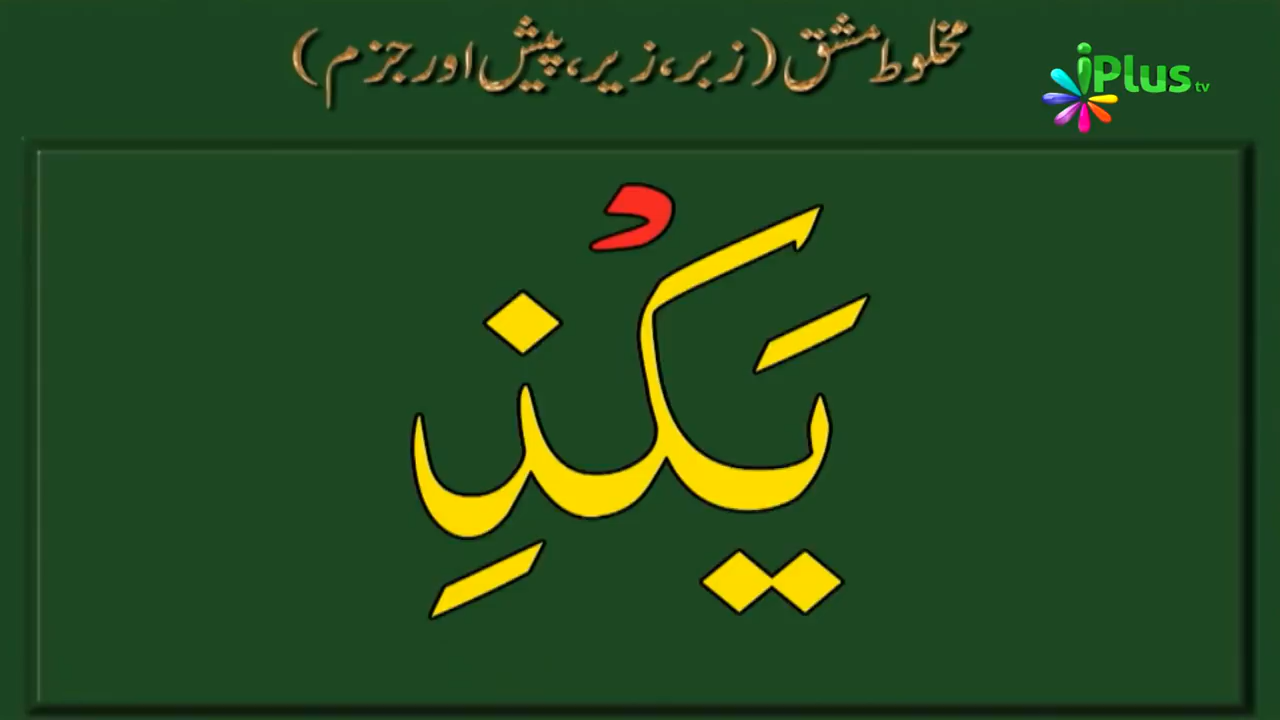 مخلوط مشق (زبر، زیر، پیش اور جزم)
iPlus tv
یَکْنِ